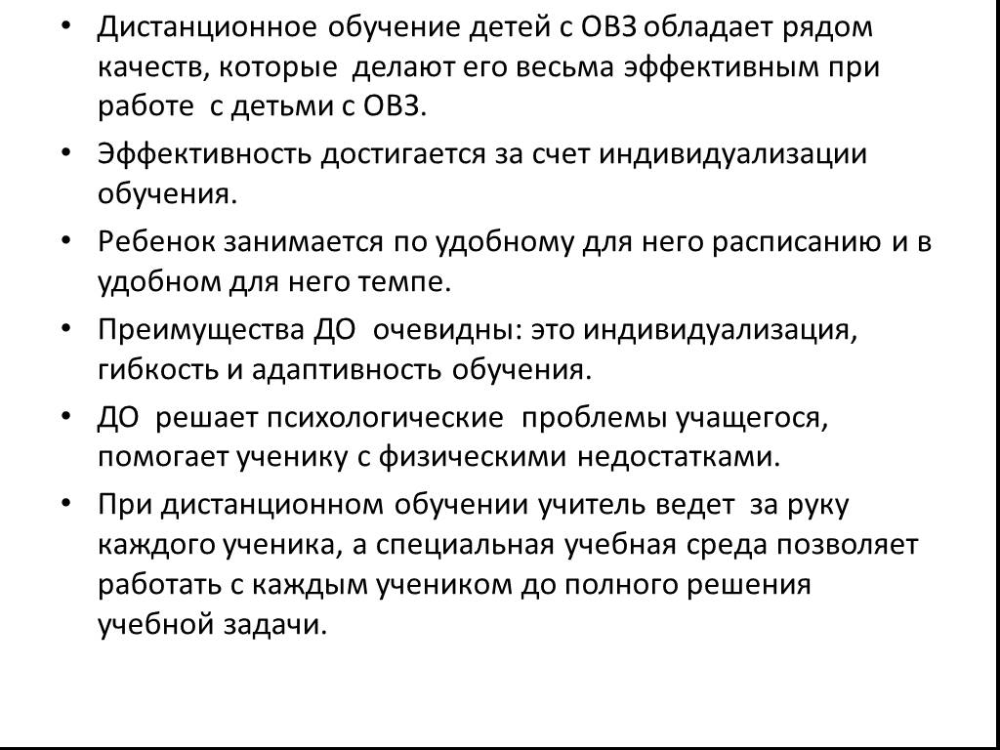 • Дистанционное обучение детей с ОВЗ обладает рядом
качеств, которые делают его весьма эффективным при
работе с детьми с ОВЗ.
• Эффективность достигается за счет индивидуализации
обучения.
• Ребенок занимается по удобному для него расписанию и в
удобном для него темпе.
• Преимущества ДО очевидны: это индивидуализация,
гибкость и адаптивность обучения.
• ДО решает психологические проблемы учащегося,
помогает ученику с физическими недостатками.
• При дистанционном обучении учитель ведет за руку
каждого ученика, а специальная учебная среда позволяет
работать с каждым учеником до полного решения
учебной задачи.